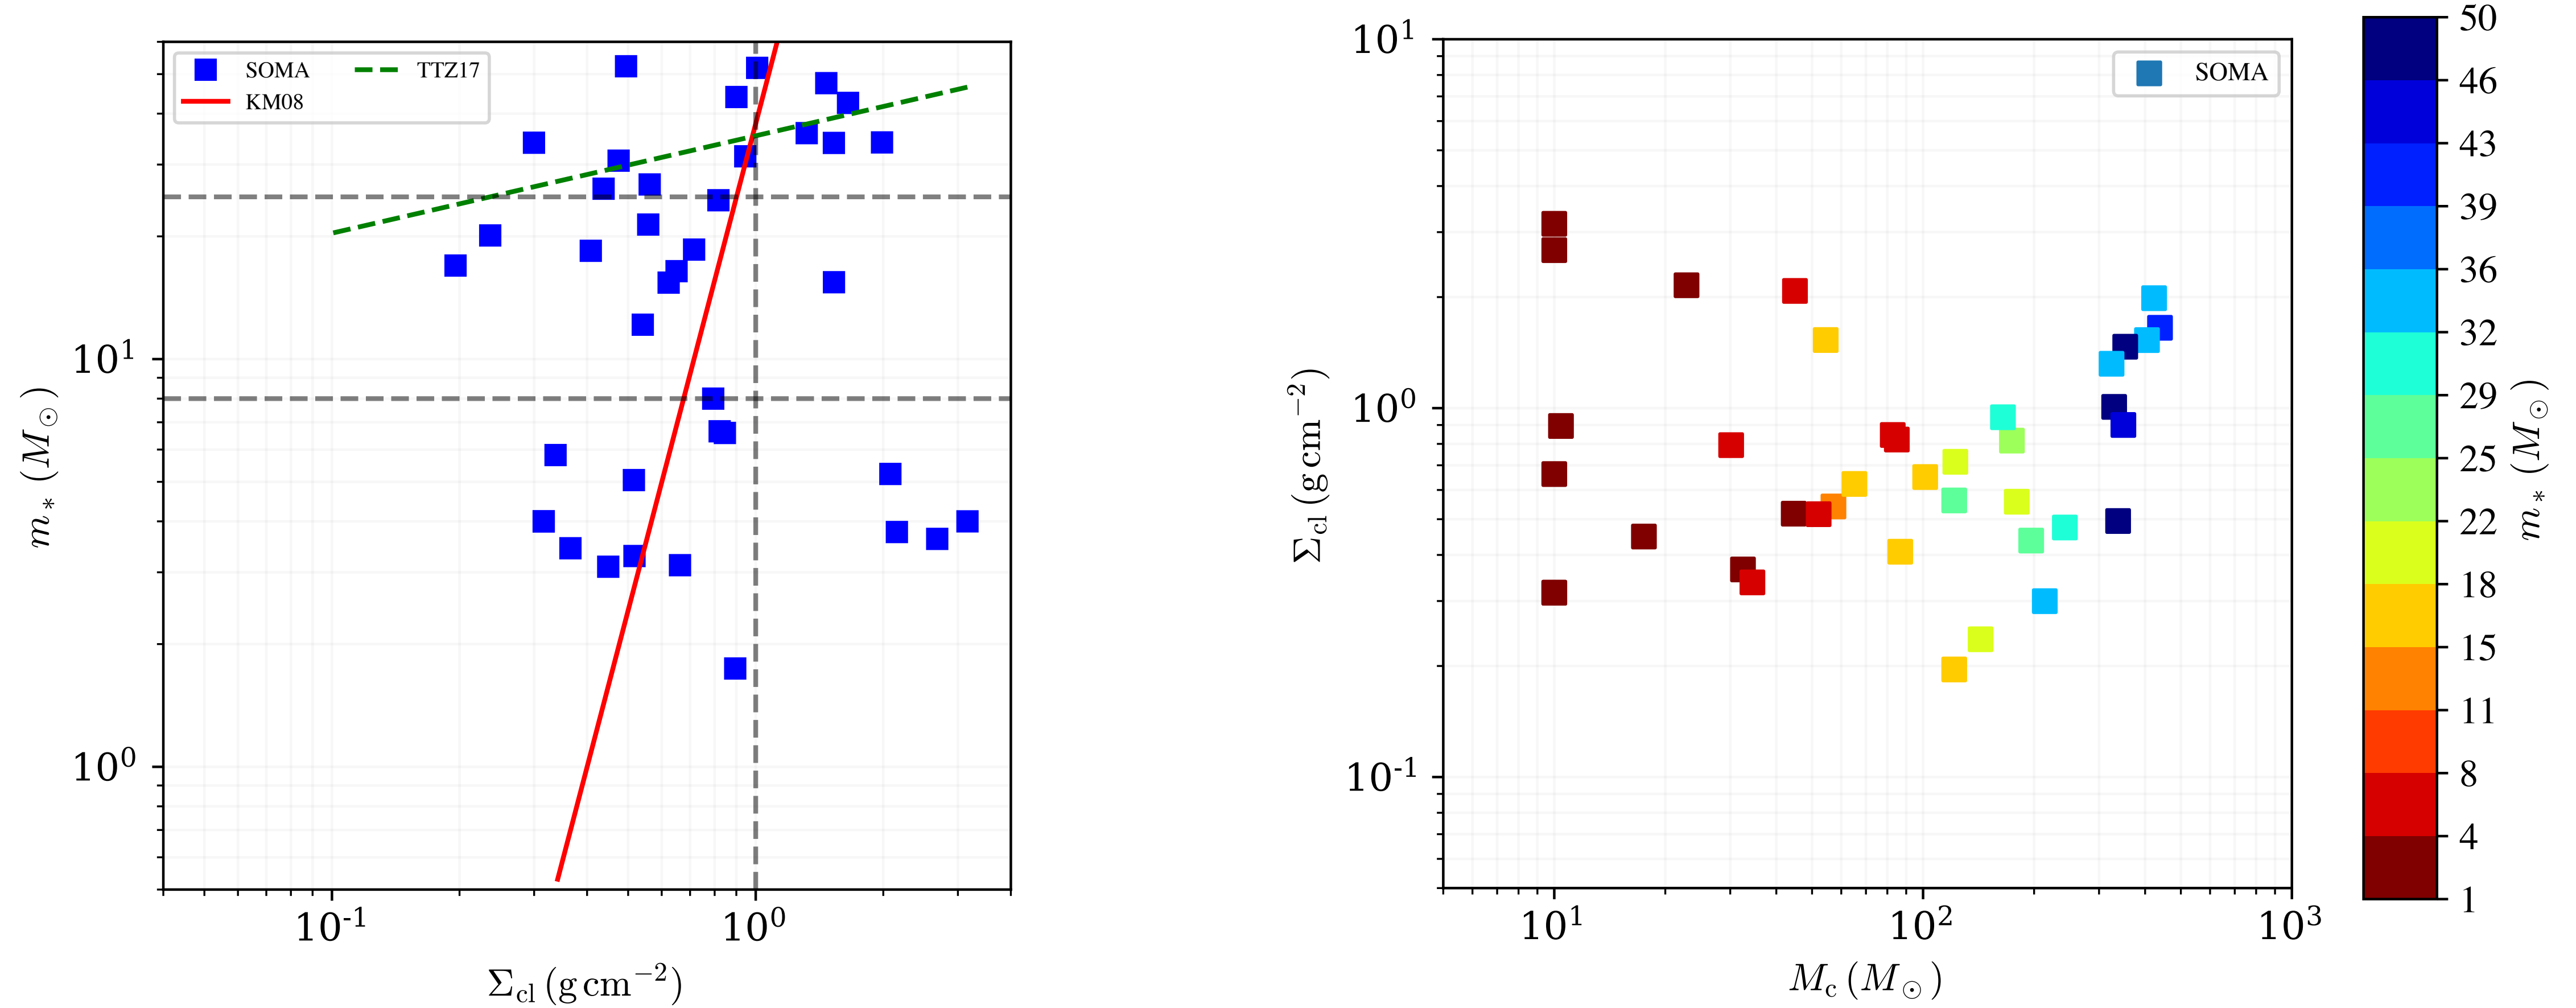 SOMA
TTZ17
KM08
10^1
10^0
m_* (M_⊙)
10^-1
10^0
Σ_cl (g cm^−2)
SOMA
10^1
10^0
10^-1
Σ_cl (g cm^−2)
10^1
10^2
10^3
M_c (M_⊙)
50
46
43
39
36
32
29
25
22
18
15
11
8
4
1
m_* (M_⊙)